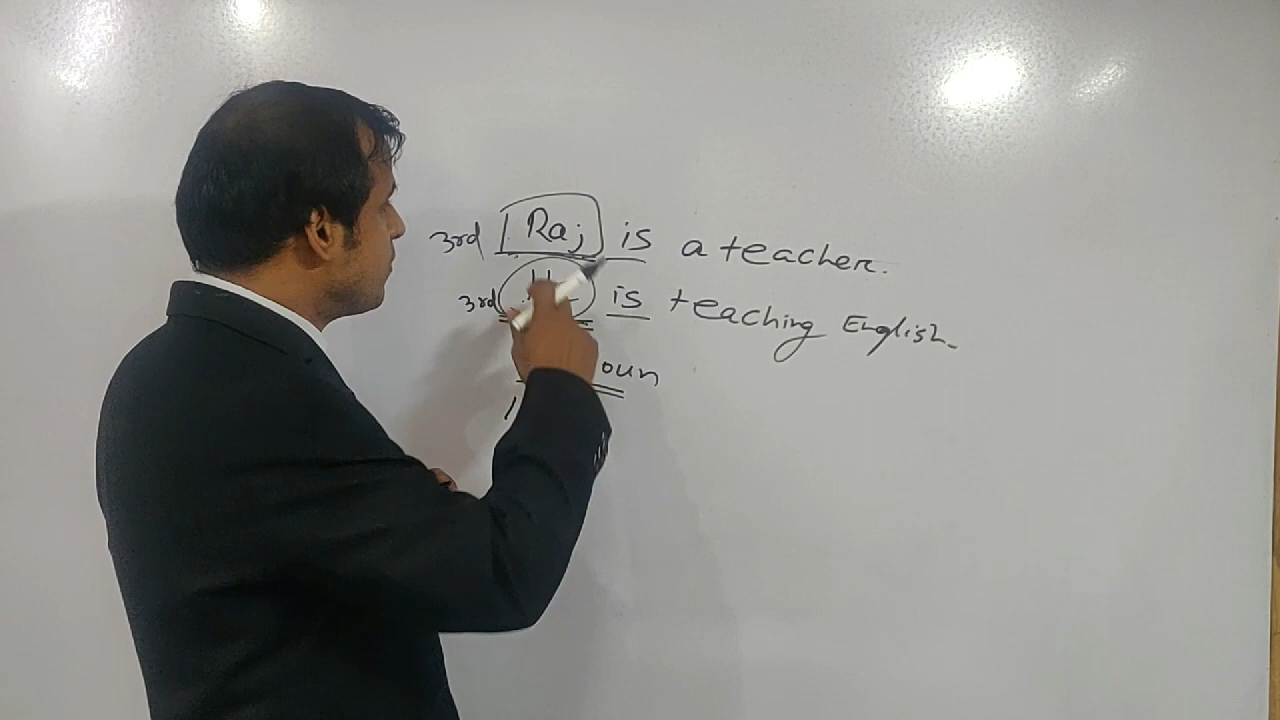 3rd Raj is a teacher.
3rd is teaching English.
oun